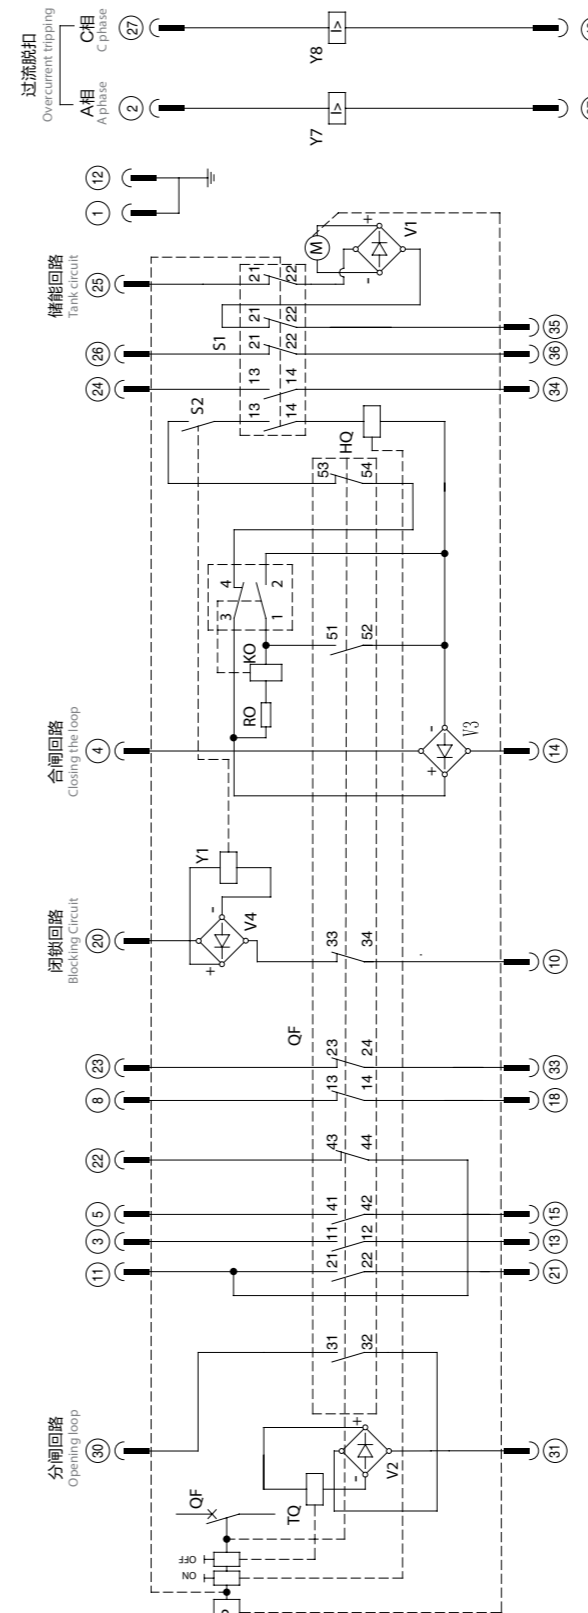 过流脱扣
Overcurrent tripping
C相
C phase
27
Y8
I>
A相
A phase
2
Y7
I>
12
1
储能回路
Tank circuit
25
21
22
M
+
-
V1
21
22
35
S1
26
21
22
36
24
13
14
34
S2
13
14
HQ
53
54
4
2
3
1
KO
51
52
RO
合闸回路
Closing the loop
4
+
-
V3
14
闭锁回路
Blocking Circuit
20
Y1
+
-
V4
33
34
10
QF
23
23
24
33
8
13
14
18
22
43
44
5
41
42
15
3
11
12
13
11
21
22
21
31
32
分闸回路
Opening loop
30
+
-
V2
31
QF
TQ
OFF
ON